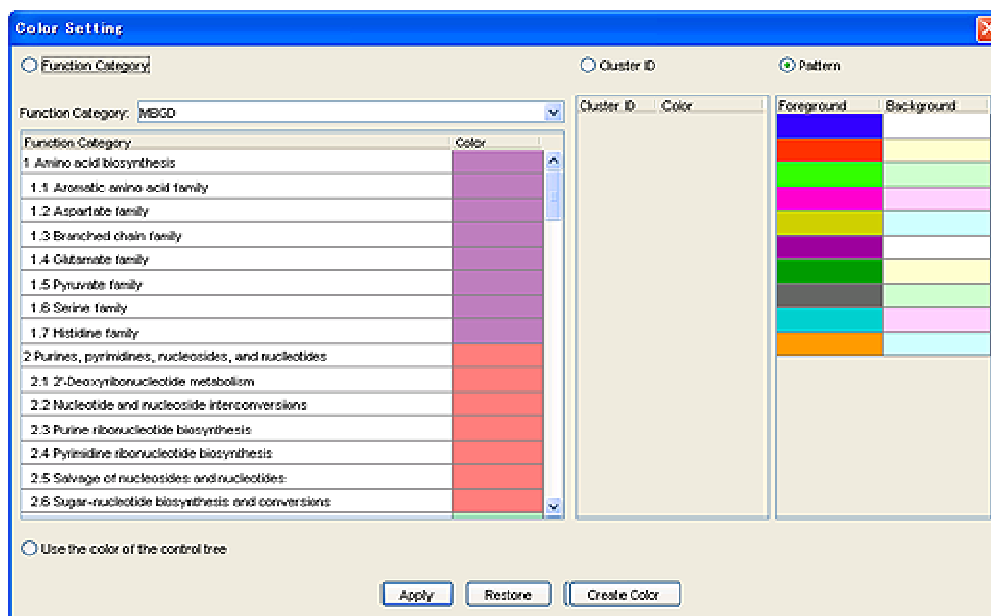 Color Setting
Function Category
Cluster ID
Pattern
Function Category: MBGD
Function Category Color
1 Amino acid biosynthesis
1.1 Aromatic amino acid family
1.2 Aspartate family
1.3 Branched chain family
1.4 Glutamate family
1.5 Pyruvate family
1.6 Serine family
1.7 Histidine family
2 Purines, pyrimidines, nucleosides, and nucleotides
2.1 2'-Deoxyribonucleotide metabolism
2.2 Nucleotide and nucleoside interconversions
2.3 Purine ribonucleotide biosynthesis
2.4 Pyrimidine ribonucleotide biosynthesis
2.5 Salvage of nucleosides and nucleotides
2.6 Sugar-nucleotide biosynthesis and conversions
Cluster ID Color
Foreground Background
Use the color of the control tree
Apply Restore Create Color